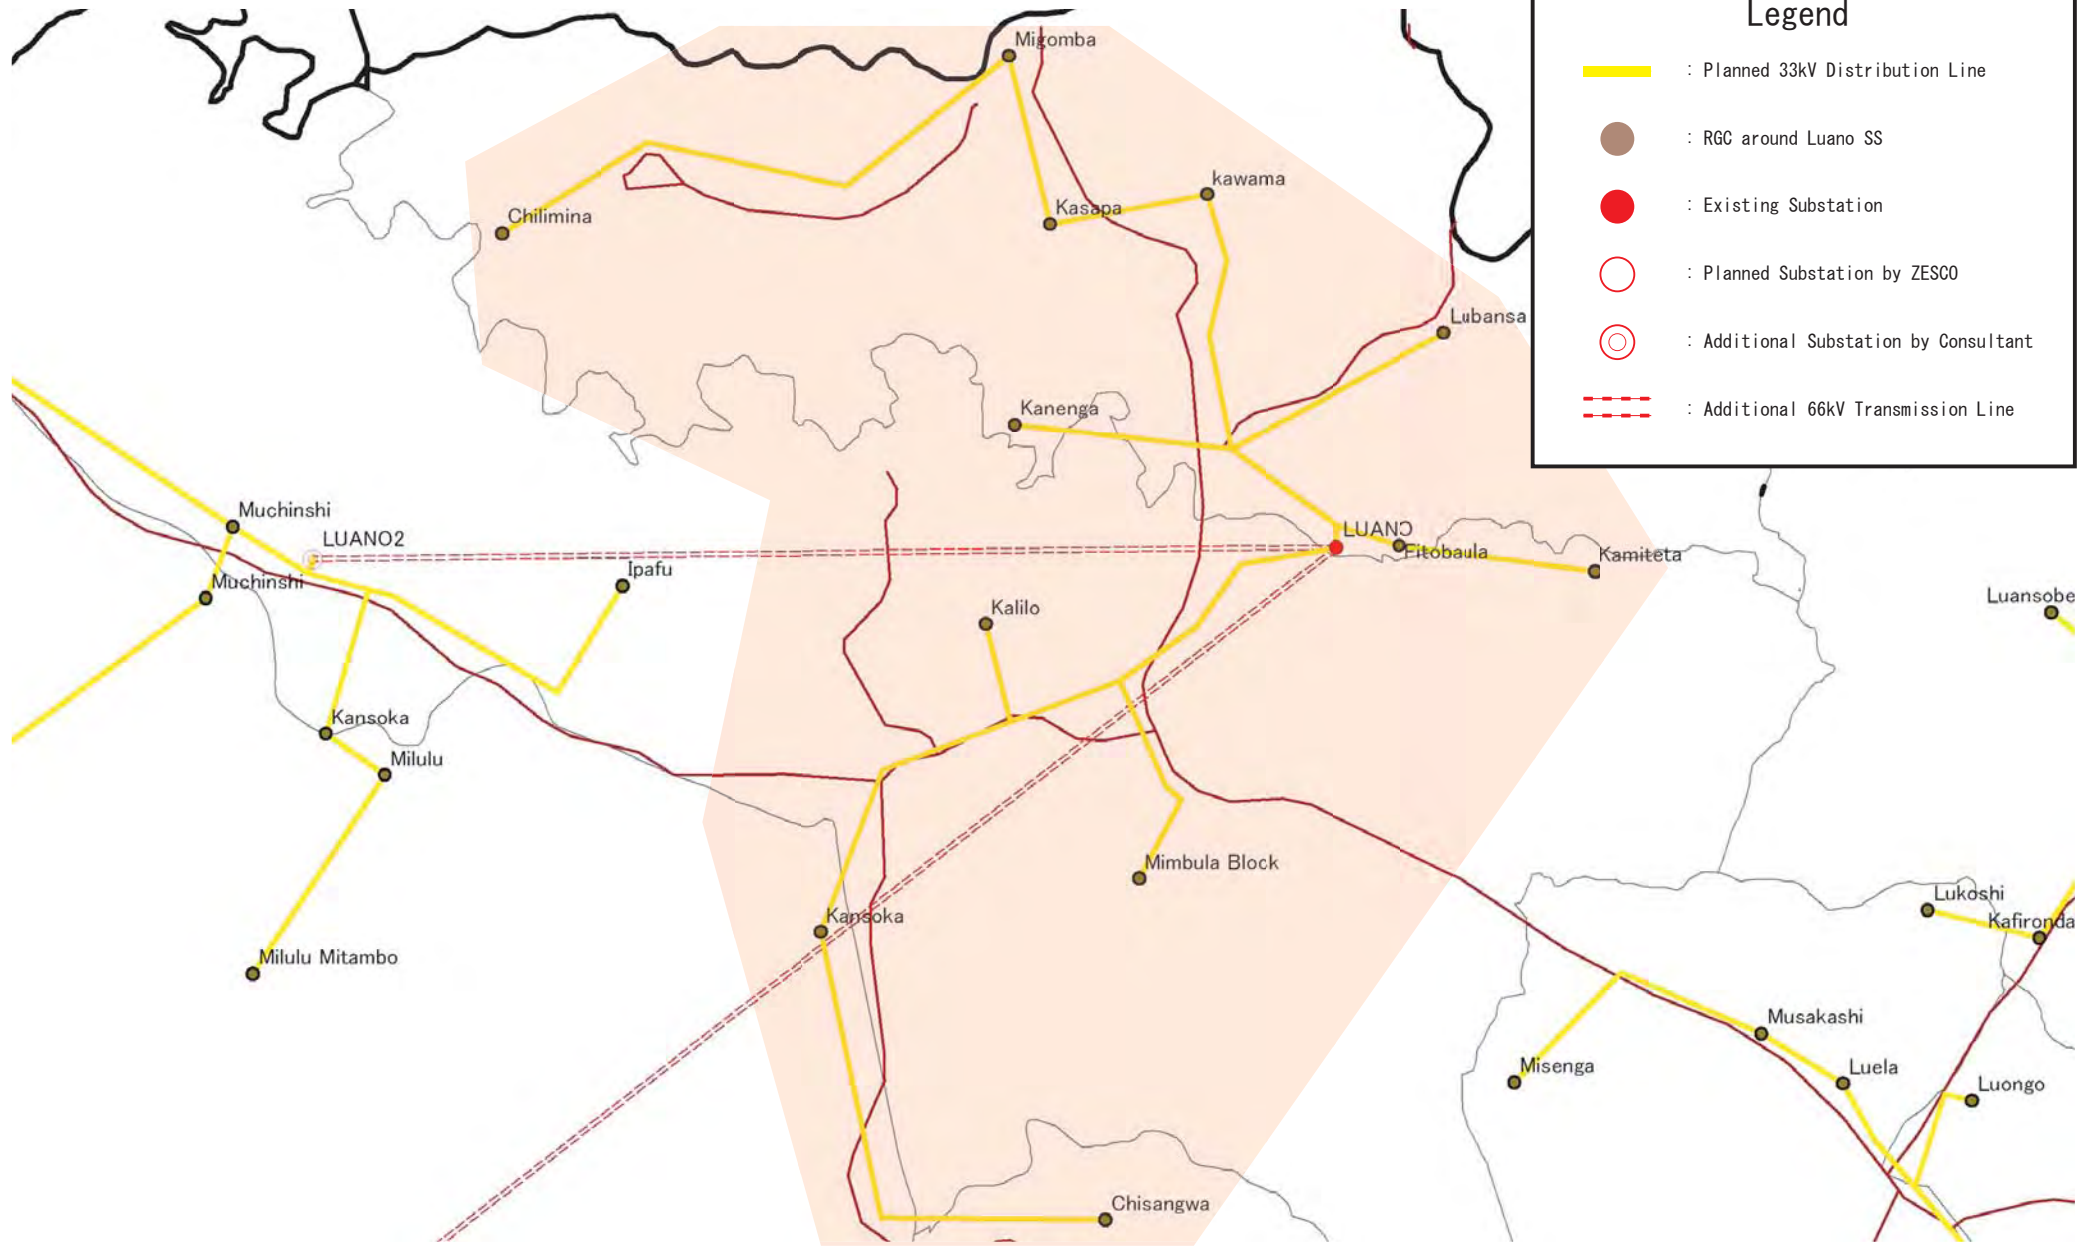 Legend
: Planned 33kV Distribution Line
: RGC around Luano SS
: Existing Substation
: Planned Substation by ZESCO
: Additional Substation by Consultant
: Additional 66kV Transmission Line
Migomba
kawama
Kasapa
Chilimina
Lubansa
Kanenga
Muchinshi
LUANO2
LUANO
Fitobaula
Kamiteta
Ipafu
Muchinshi
Kalilo
Luansobe
Kansoka
Milulu
Mimbula Block
Lukoshi
Kansoka
Kafironda
Milulu Mitambo
Musakashi
Misenga
Luela
Luongo
Chisangwa